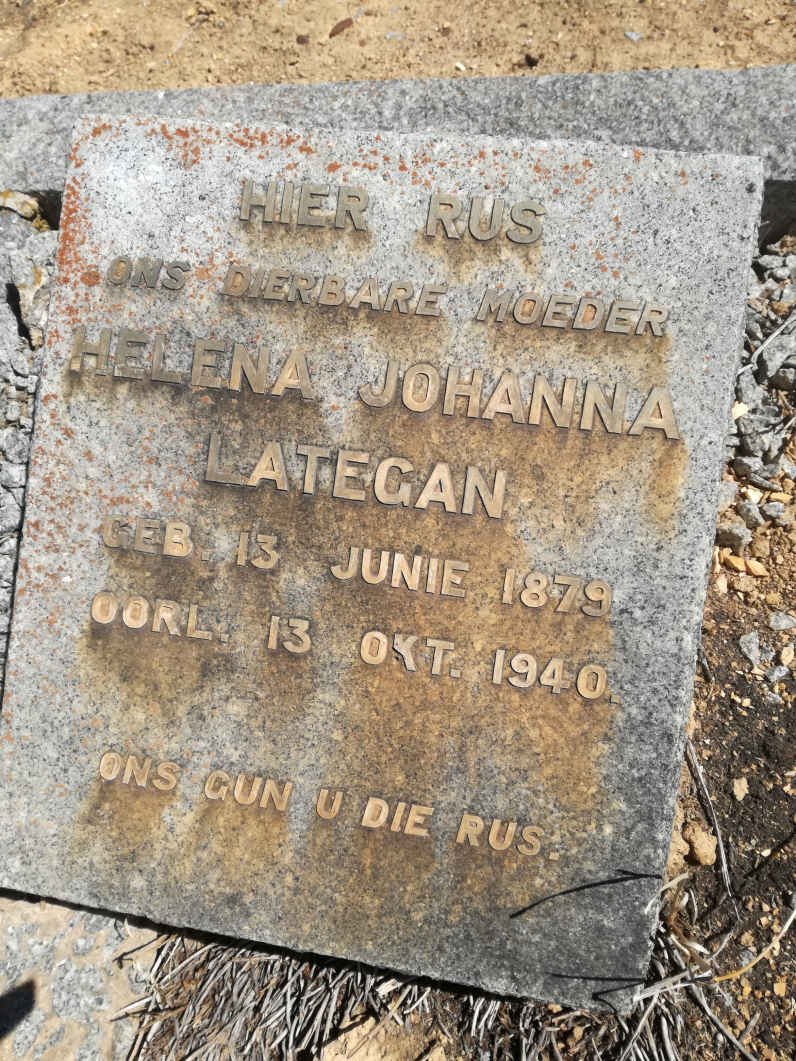 HIER RUS
ONS DIERBARE MOEDER
HELENA JOHANNA
LATEGAN
GEB. 13 JUNIE 1879
OORL. 13 OKT. 1940.
ONS GUN U DIE RUS.